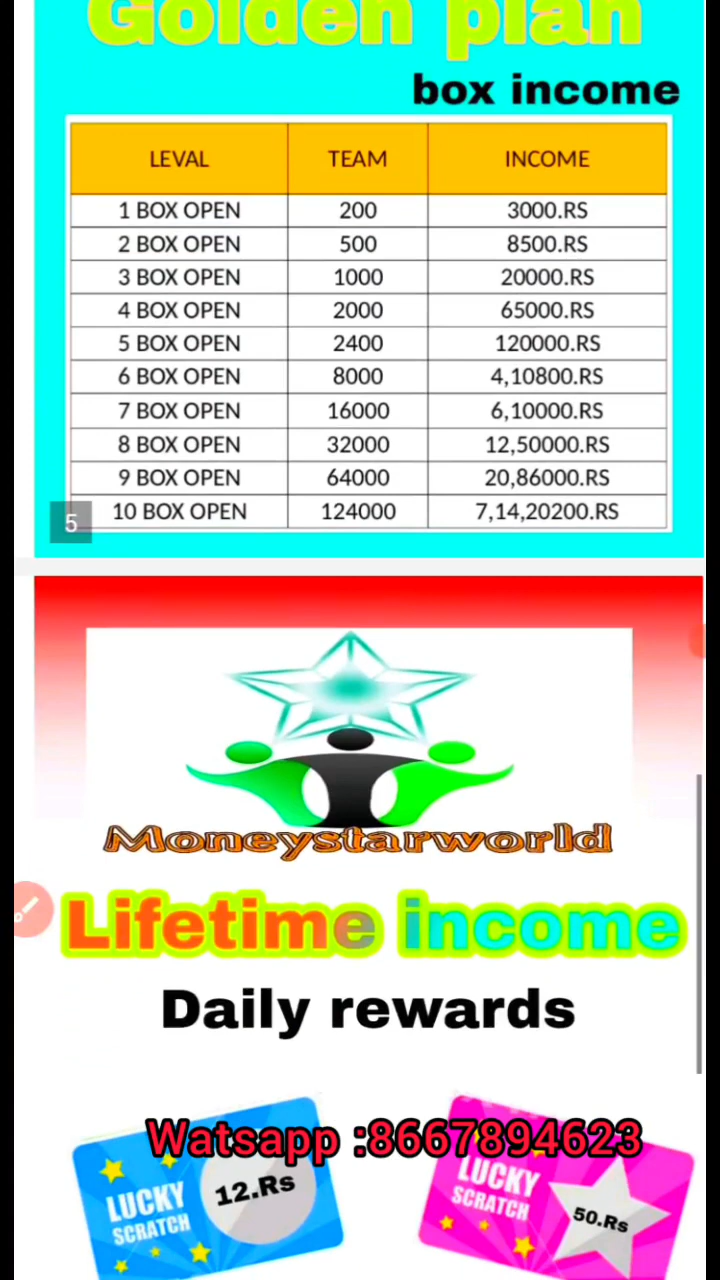 Golden plan
box income
LEVAL TEAM INCOME
1 BOX OPEN 200 3000.RS
2 BOX OPEN 500 8500.RS
3 BOX OPEN 1000 20000.RS
4 BOX OPEN 2000 65000.RS
5 BOX OPEN 2400 120000.RS
6 BOX OPEN 8000 4,10800.RS
7 BOX OPEN 16000 6,10000.RS
8 BOX OPEN 32000 12,50000.RS
9 BOX OPEN 64000 20,86000.RS
10 BOX OPEN 124000 7,14,20200.RS
5
Moneystarworld
Lifetime income
Daily rewards
Watsapp :8667894623
LUCKY
SCRATCH
12.Rs
LUCKY
SCRATCH
50.Rs